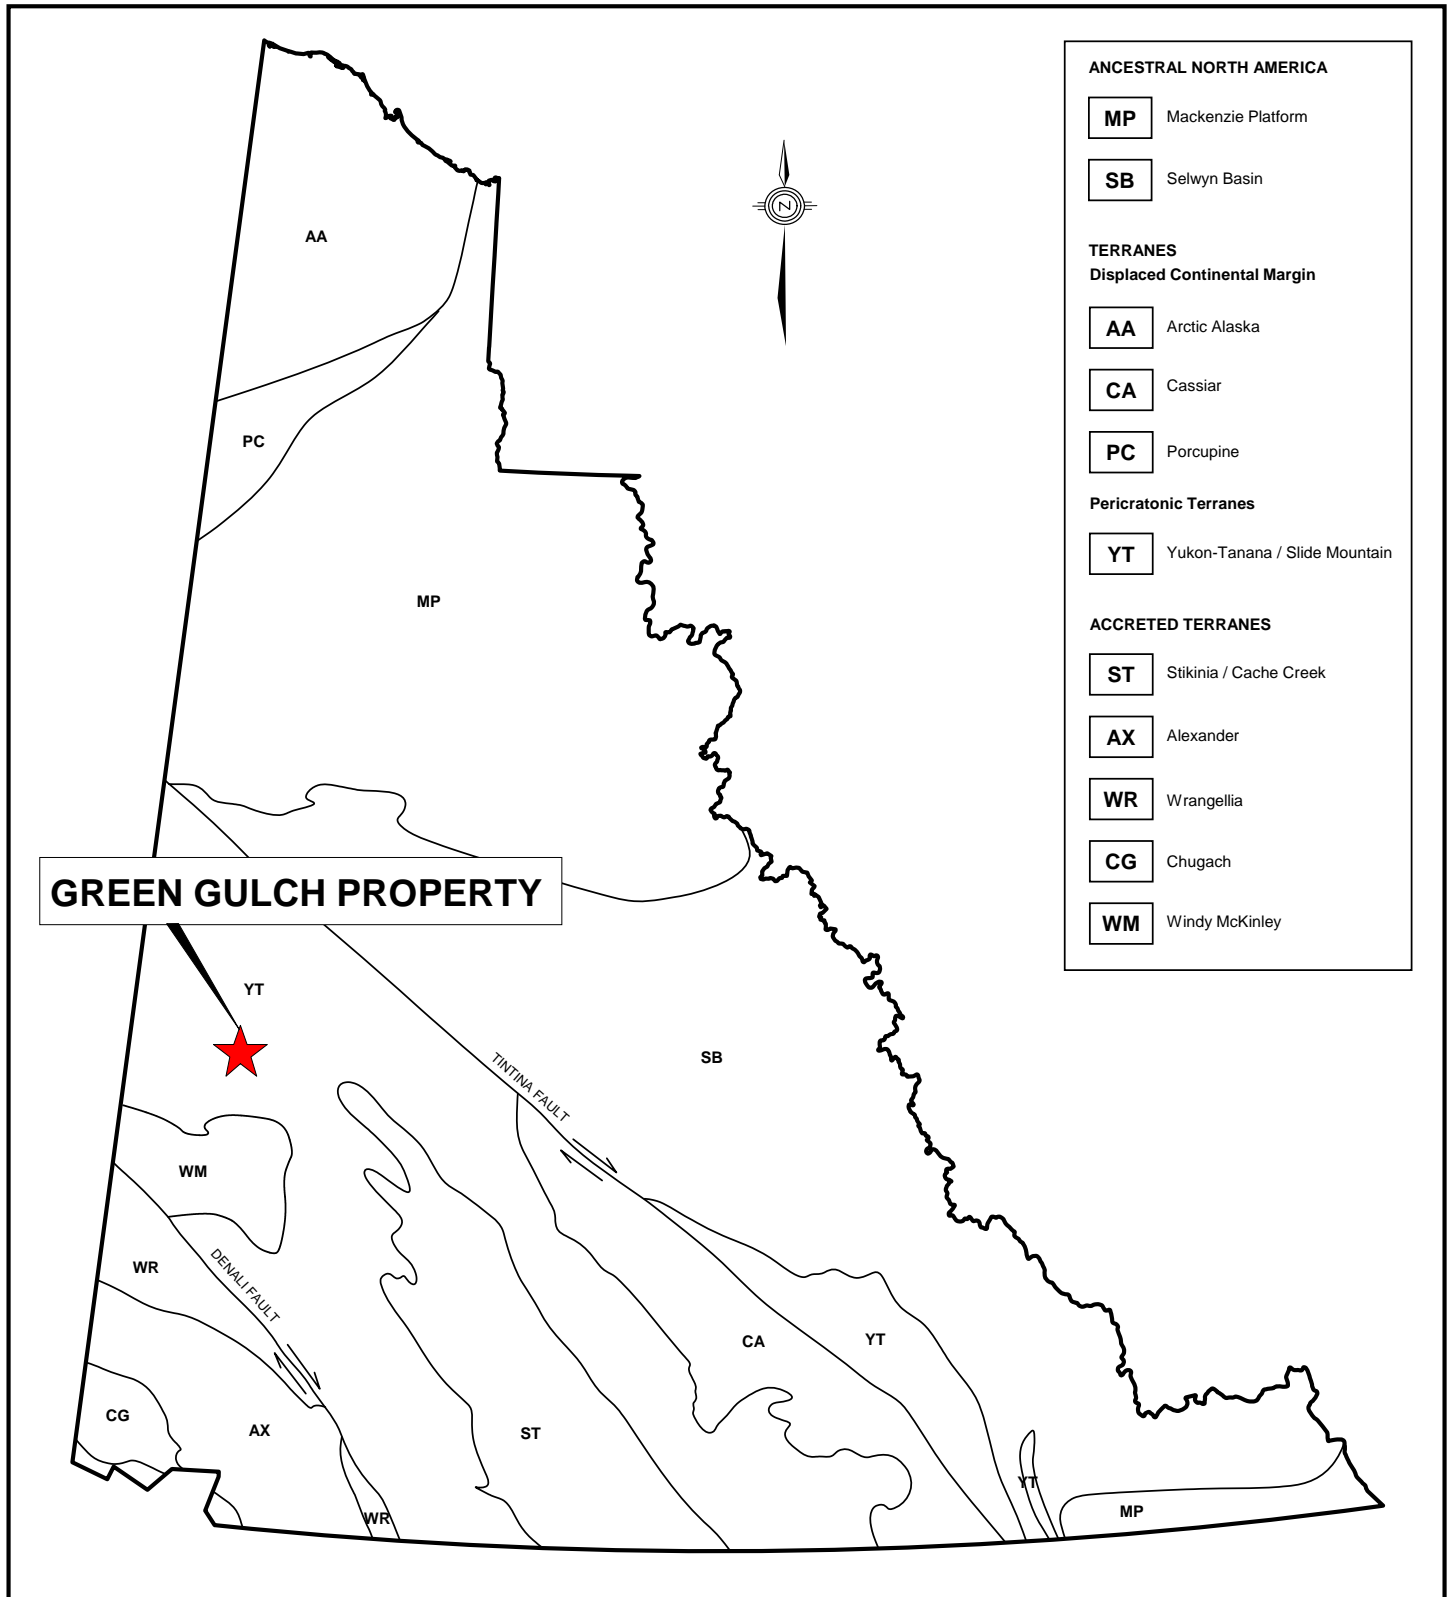 ANCESTRAL NORTH AMERICA
MP Mackenzie Platform
SB Selwyn Basin
TERRANES
Displaced Continental Margin
AA Arctic Alaska
CA Cassiar
PC Porcupine
Pericratonic Terranes
YT Yukon-Tanana / Slide Mountain
ACCRETED TERRANES
ST Stikinia / Cache Creek
AX Alexander
WR Wrangellia
CG Chugach
WM Windy McKinley
N
AA
PC
MP
GREEN GULCH PROPERTY
YT
SB
TINTINA FAULT
WM
WR
DENALI FAULT
CA
YT
CG
AX
ST
YT
MP
WR